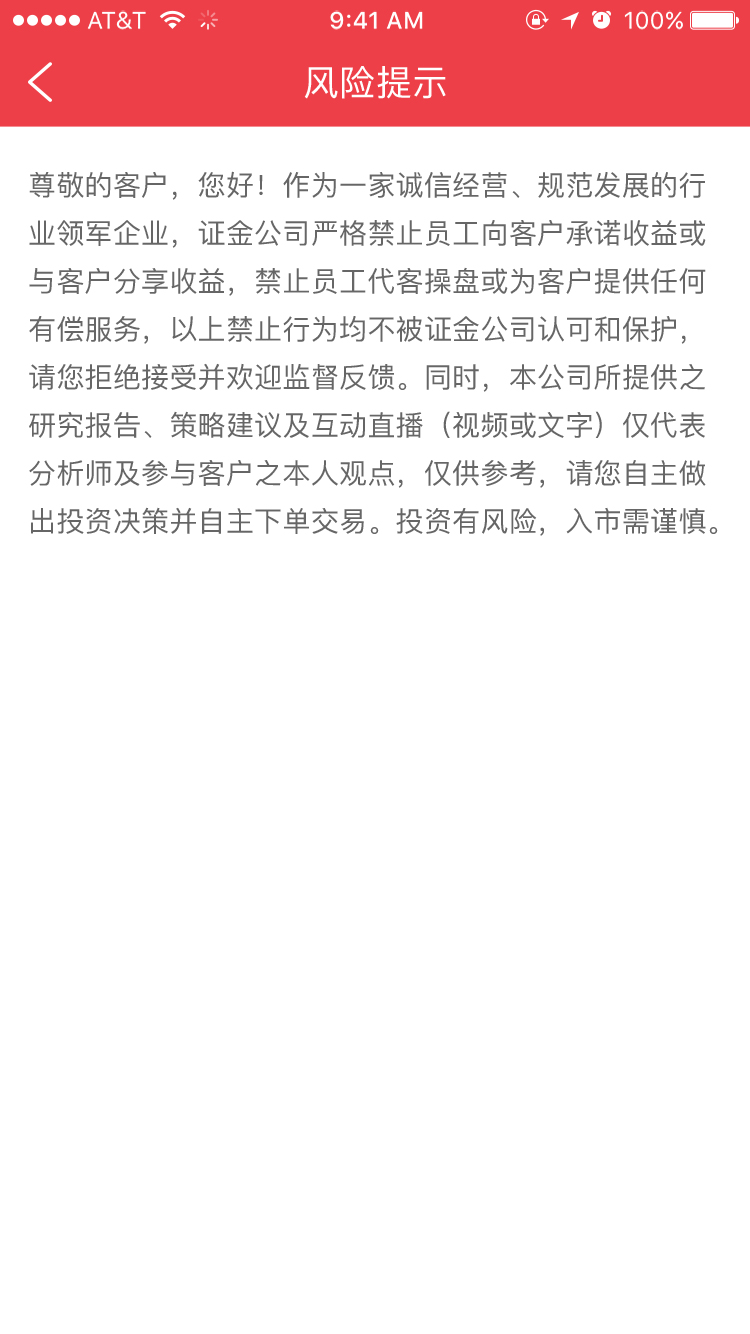 AT&T 9:41 AM 100%
风险提示
尊敬的客户，您好！作为一家诚信经营、规范发展的行
业领军企业，证金公司严格禁止员工向客户承诺收益或
与客户分享收益，禁止员工代客操盘或为客户提供任何
有偿服务，以上禁止行为均不被证金公司认可和保护，
请您拒绝接受并欢迎监督反馈。同时，本公司所提供之
研究报告、策略建议及互动直播（视频或文字）仅代表
分析师及参与客户之本人观点，仅供参考，请您自主做
出投资决策并自主下单交易。投资有风险，入市需谨慎。